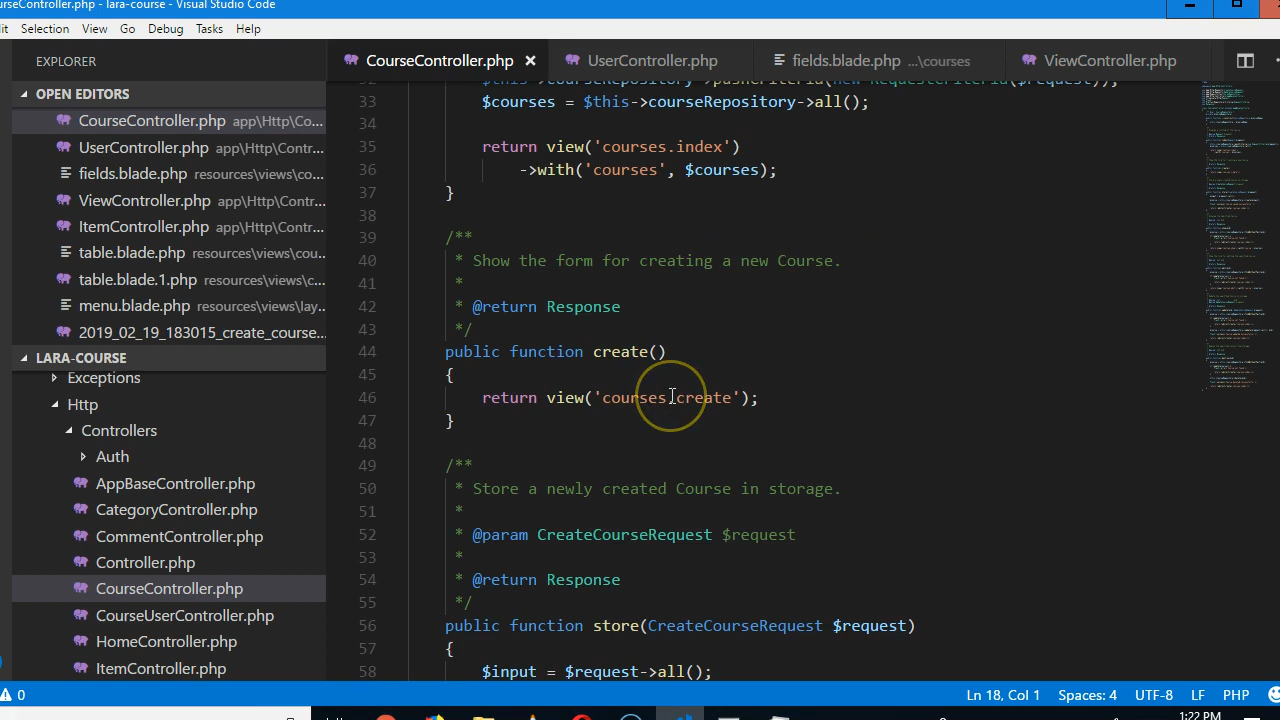 urseController.php - lara-course - Visual Studio Code
it Selection View Go Debug Tasks Help
EXPLORER
CourseController.php
UserController.php
fields.blade.php ...\courses
ViewController.php
OPEN EDITORS
CourseController.php app\Http\Co...
UserController.php app\Http\Contr...
fields.blade.php resources\views\co...
ViewController.php app\Http\Contr...
ItemController.php app\Http\Contr...
table.blade.php resources\views\cou...
table.blade.1.php resources\views\c...
menu.blade.php resources\views\lay...
2019_02_19_183015_create_course...
LARA-COURSE
Exceptions
Http
Controllers
Auth
AppBaseController.php
CategoryController.php
CommentController.php
Controller.php
CourseController.php
CourseUserController.php
HomeController.php
ItemController.php
32 $this->courseRepository->pushCriteria(new RequestCriteria($request));
33 $courses = $this->courseRepository->all();
34
35 return view('courses.index')
36 ->with('courses', $courses);
37 }
38
39 /**
40 * Show the form for creating a new Course.
41 *
42 * @return Response
43 */
44 public function create()
45 {
46 return view('courses.create');
47 }
48
49 /**
50 * Store a newly created Course in storage.
51 *
52 * @param CreateCourseRequest $request
53 *
54 * @return Response
55 */
56 public function store(CreateCourseRequest $request)
57 {
58 $input = $request->all();
0
Ln 18, Col 1 Spaces: 4 UTF-8 LF PHP
1:22 PM